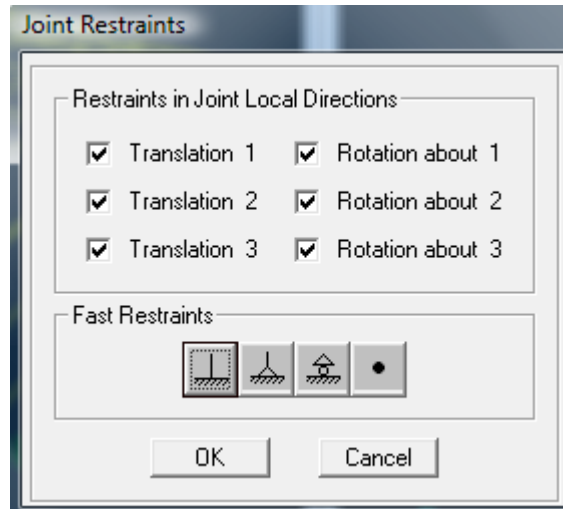 Joint Restraints
Restraints in Joint Local Directions
Translation 1 Rotation about 1
Translation 2 Rotation about 2
Translation 3 Rotation about 3
Fast Restraints
OK Cancel